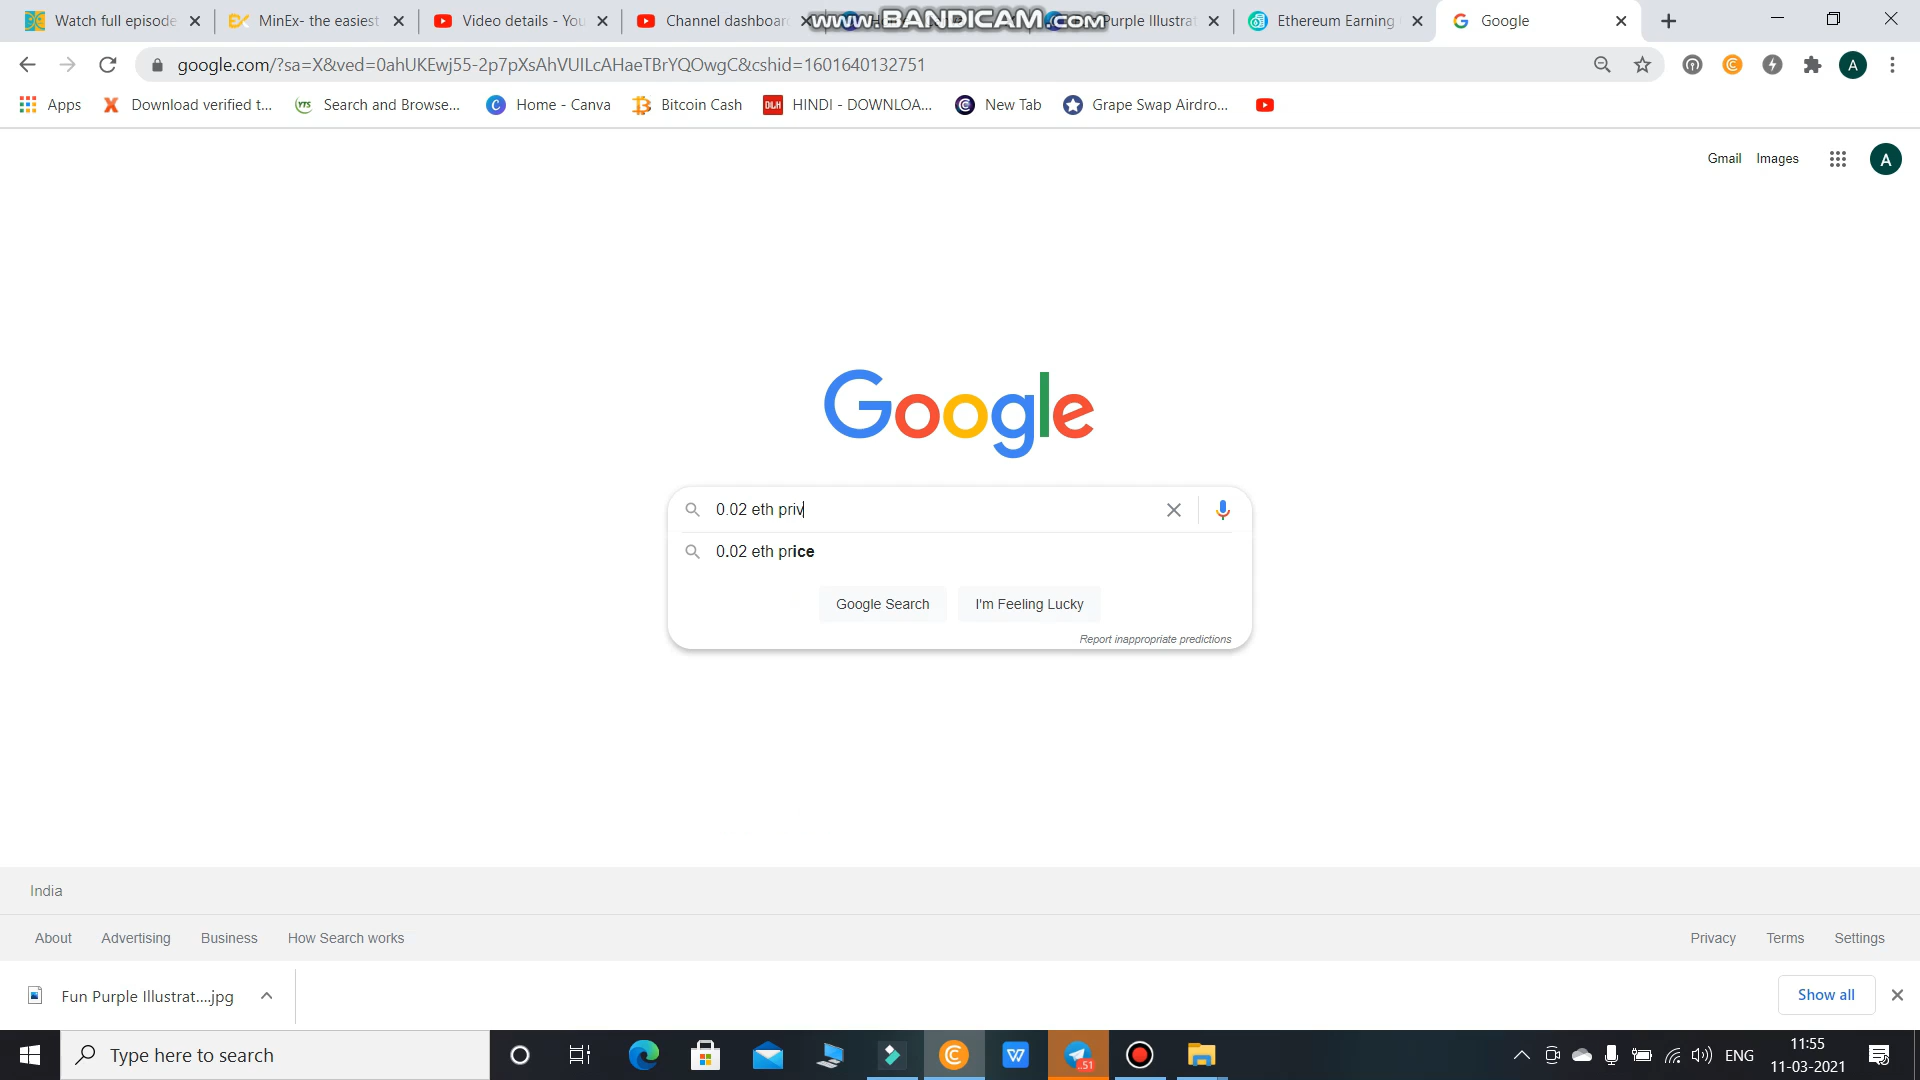 Watch full episode
MinEx- the easiest
Video details - You
Channel dashboard
www.BANDICAM.com
Purple Illustrat
Ethereum Earning
Google
google.com/?sa=X&ved=0ahUKEwj55-2p7pXsAhVUILcAHaeTBrYQOwgC&cshid=1601640132751
A
Apps
Download verified t...
Search and Browse...
Home - Canva
Bitcoin Cash
HINDI - DOWNLOA...
New Tab
Grape Swap Airdro...
Gmail
Images
A
Google
0.02 eth priv
0.02 eth price
Google Search
I'm Feeling Lucky
Report inappropriate predictions
India
About
Advertising
Business
How Search works
Privacy
Terms
Settings
Fun Purple Illustrat....jpg
Show all
Type here to search
ENG
11:55
11-03-2021